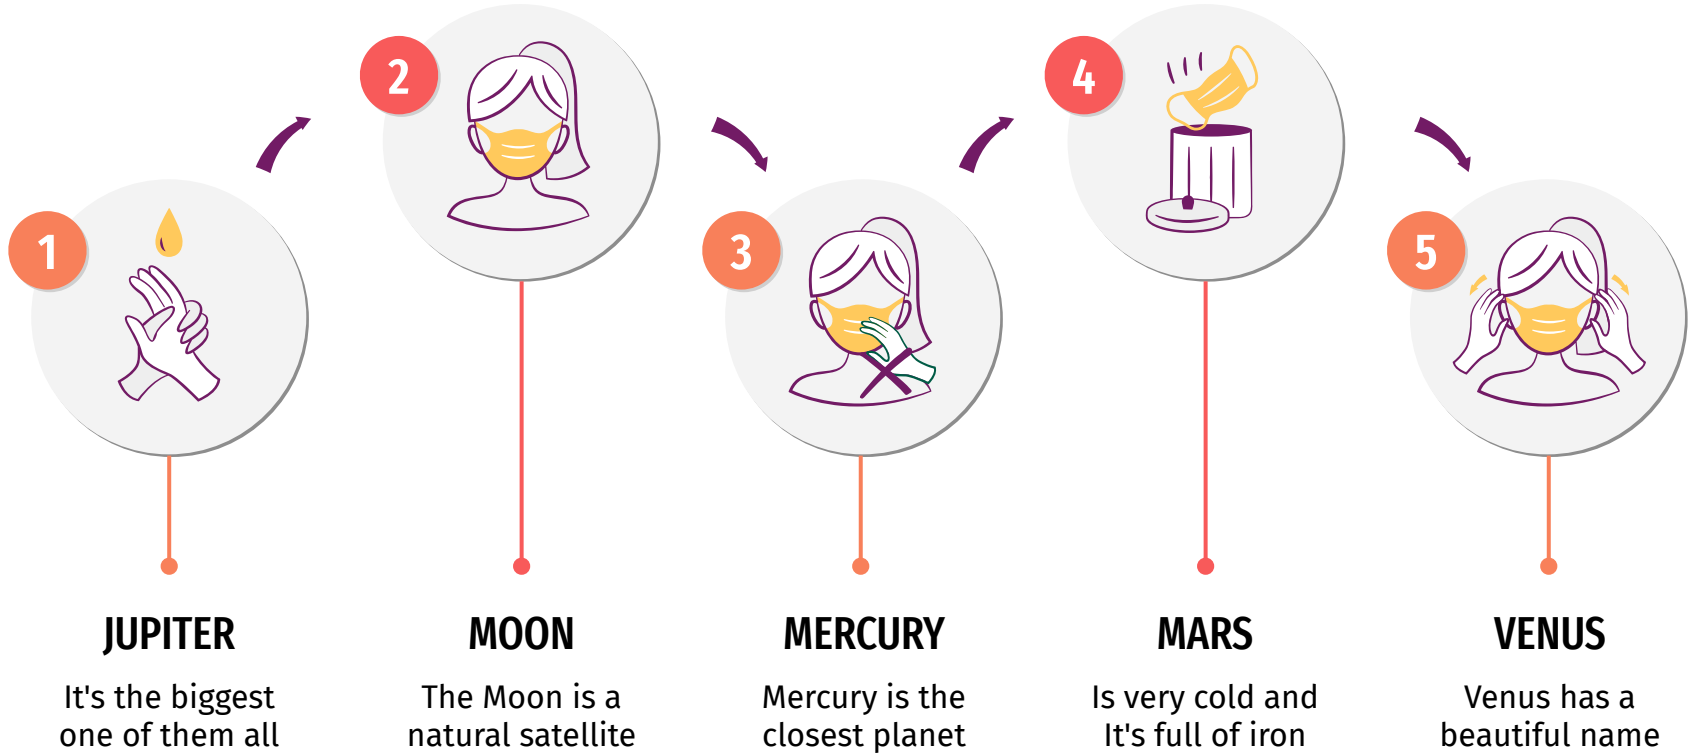 1
2
3
4
5
JUPITER
It's the biggest
one of them all
MOON
The Moon is a
natural satellite
MERCURY
Mercury is the
closest planet
MARS
Is very cold and
It's full of iron
VENUS
Venus has a
beautiful name